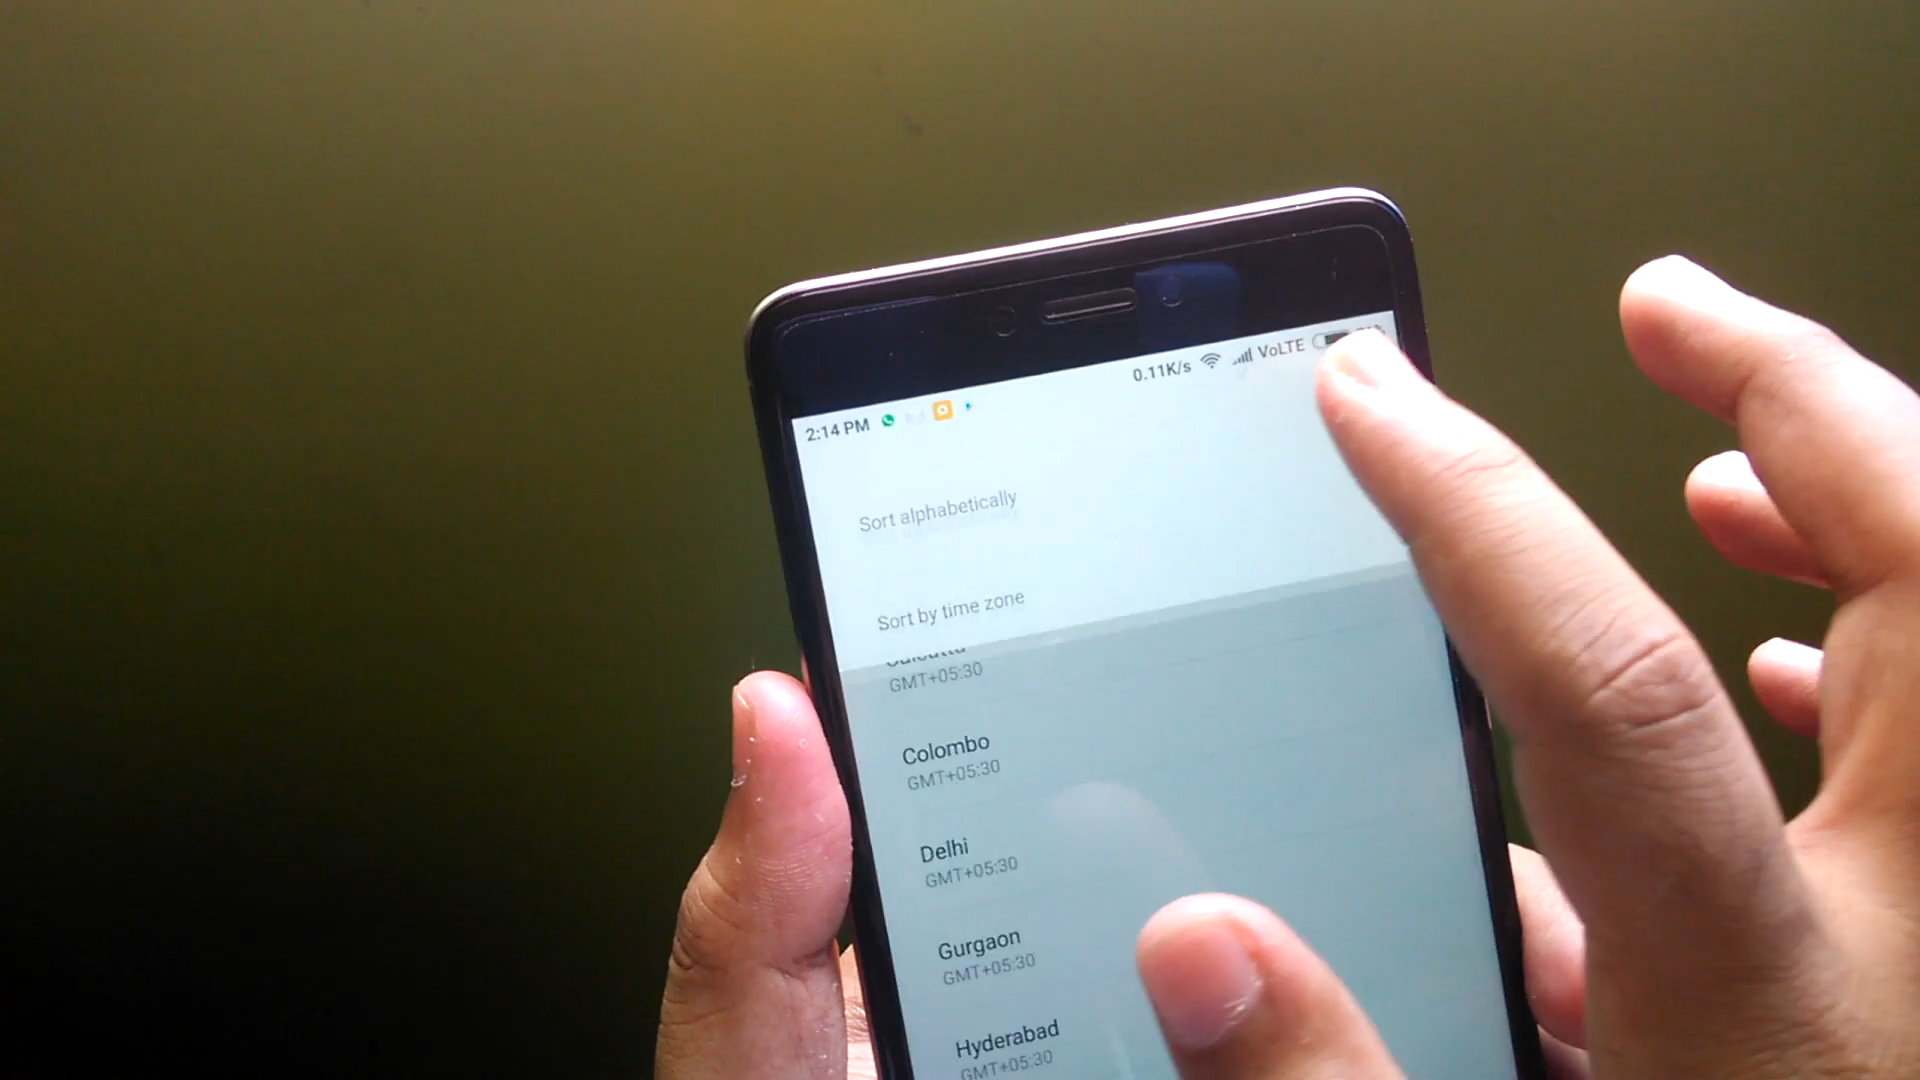 2:14 PM
0.11K/s VoLTE
Sort alphabetically
Sort by time zone
Calcutta
GMT+05:30
Colombo
GMT+05:30
Delhi
GMT+05:30
Gurgaon
GMT+05:30
Hyderabad
GMT+05:30